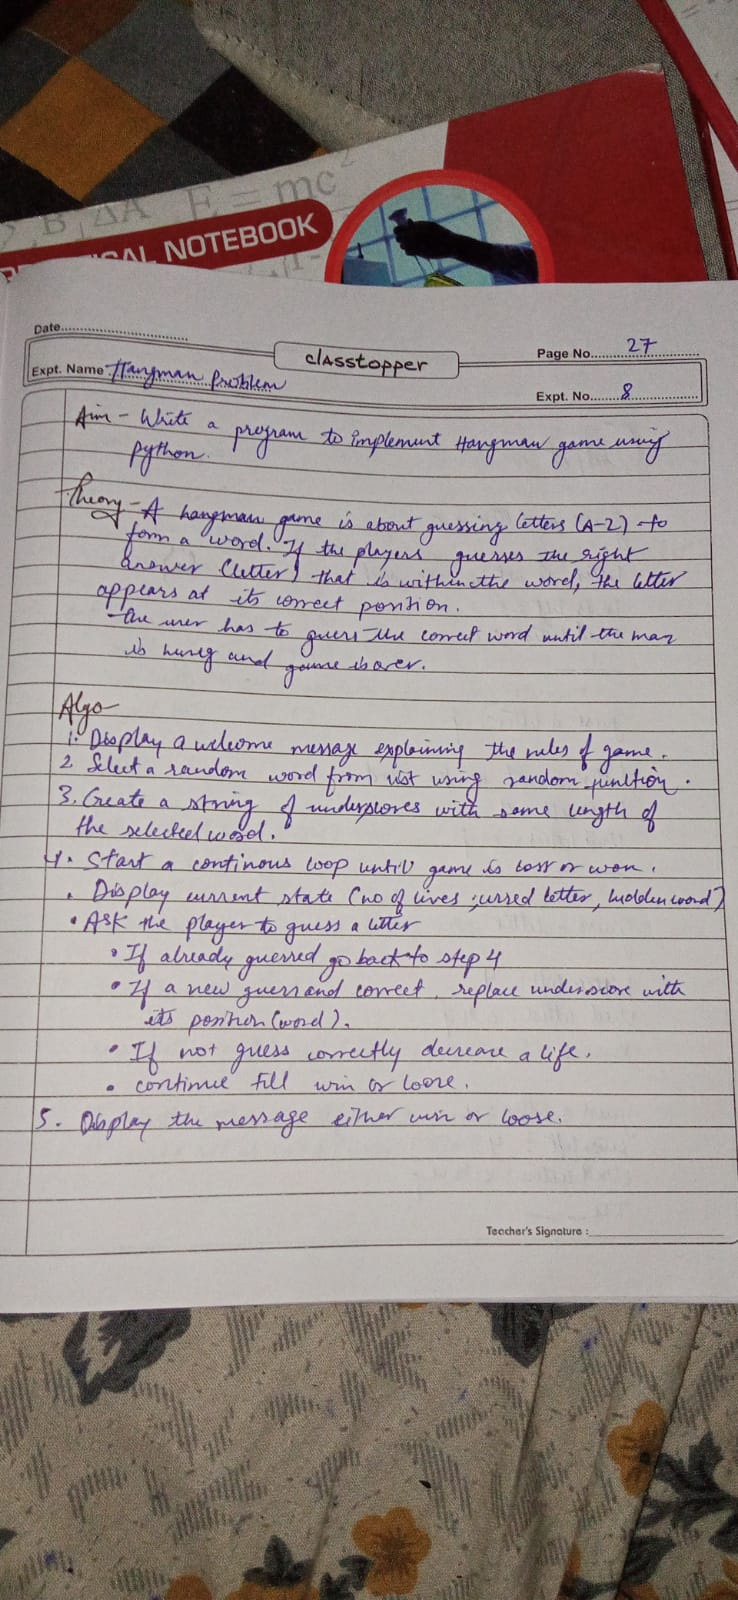 B ΔA E = mc²
AL NOTEBOOK
Date
classtopper
Page No. 27
Expt. Name Hangman Problem
Expt. No. 8
Aim - Write a program to implement Hangman game using
python.
Theory - A hangman game is about guessing letters (A-Z) to
form a word. If the players guesses the right
answer (letter) that is within the word, the letter
appears at its correct position.
The user has to guess the correct word until the man
is hung and game is over.
Algo-
1. Display a welcome message explaining the rules of game.
2. Select a random word from list using random function.
3. Create a string of underscores with same length of
the selected word.
4. Start a continous loop until game is loss or won.
• Display current state (no of lives, used letter, hidden word)
• Ask the player to guess a letter
• If already guessed go back to step 4
• If a new guess and correct, replace underscore with
its position (word).
• If not guess correctly decrease a life.
• continue till win or loose.
5. Display the message either win or loose.
Teacher's Signature :